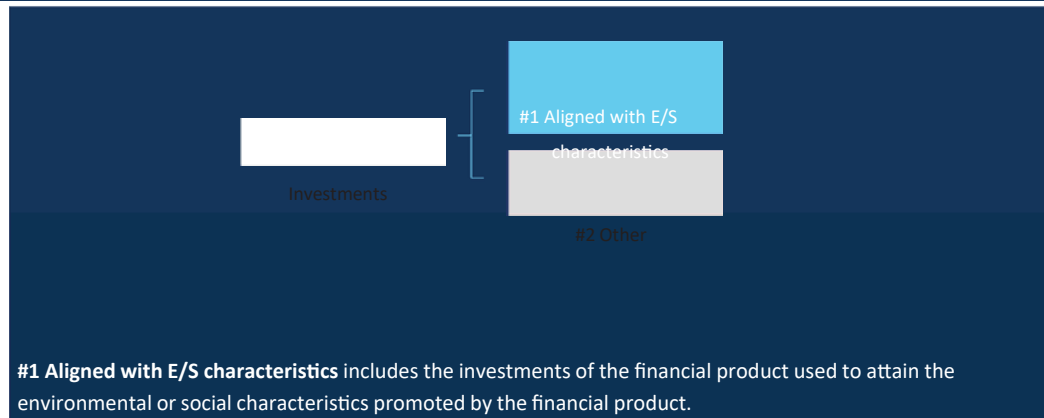 #1 Aligned with E/S
characteristics
Investments
#2 Other
#1 Aligned with E/S characteristics includes the investments of the financial product used to attain the
environmental or social characteristics promoted by the financial product.